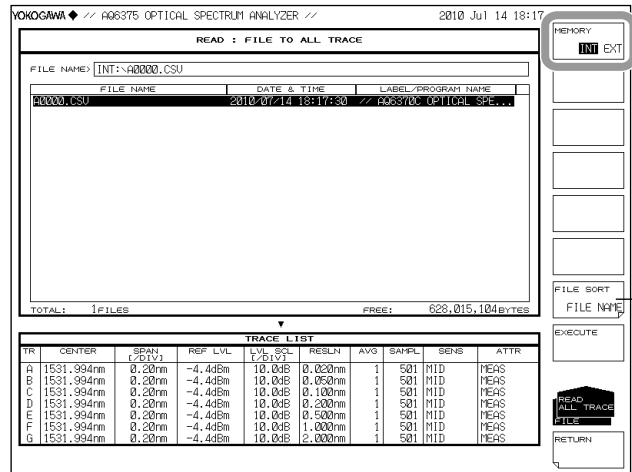 YOKOGAWA ◆ // AQ6375 OPTICAL SPECTRUM ANALYZER // 2010 Jul 14 18:17
READ : FILE TO ALL TRACE
FILE NAME> INT:\A0000.CSV
FILE NAME DATE & TIME LABEL/PROGRAM NAME
A0000.CSV 2010/07/14 18:17:30 // AQ6370C OPTICAL SPE...
TOTAL: 1FILES FREE: 628,015,104BYTES
▼
TRACE LIST
TR CENTER SPAN [/DIV] REF LVL LVL SCL [/DIV] RESLN AVG SAMPL SENS ATTR
A 1531.994nm 0.20nm -4.4dBm 10.0dB 0.020nm 1 501 MID MEAS
B 1531.994nm 0.20nm -4.4dBm 10.0dB 0.050nm 1 501 MID MEAS
C 1531.994nm 0.20nm -4.4dBm 10.0dB 0.100nm 1 501 MID MEAS
D 1531.994nm 0.20nm -4.4dBm 10.0dB 0.200nm 1 501 MID MEAS
E 1531.994nm 0.20nm -4.4dBm 10.0dB 0.500nm 1 501 MID MEAS
F 1531.994nm 0.20nm -4.4dBm 10.0dB 1.000nm 1 501 MID MEAS
G 1531.994nm 0.20nm -4.4dBm 10.0dB 2.000nm 1 501 MID MEAS
MEMORY
INT EXT
FILE SORT
FILE NAME
EXECUTE
READ
ALL TRACE
FILE
RETURN